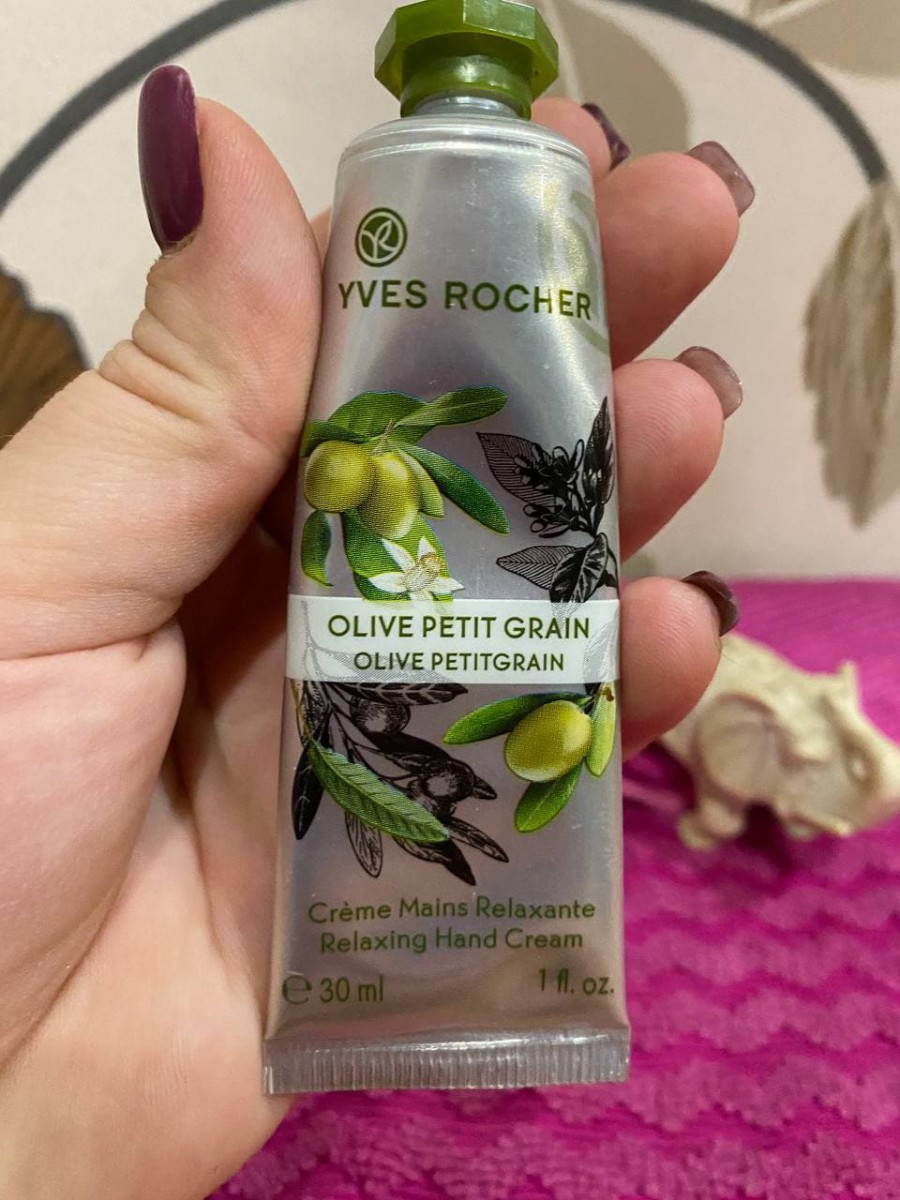 YVES ROCHER
OLIVE PETIT GRAIN
OLIVE PETITGRAIN
Crème Mains Relaxante
Relaxing Hand Cream
℮ 30 ml 1 fl. oz.